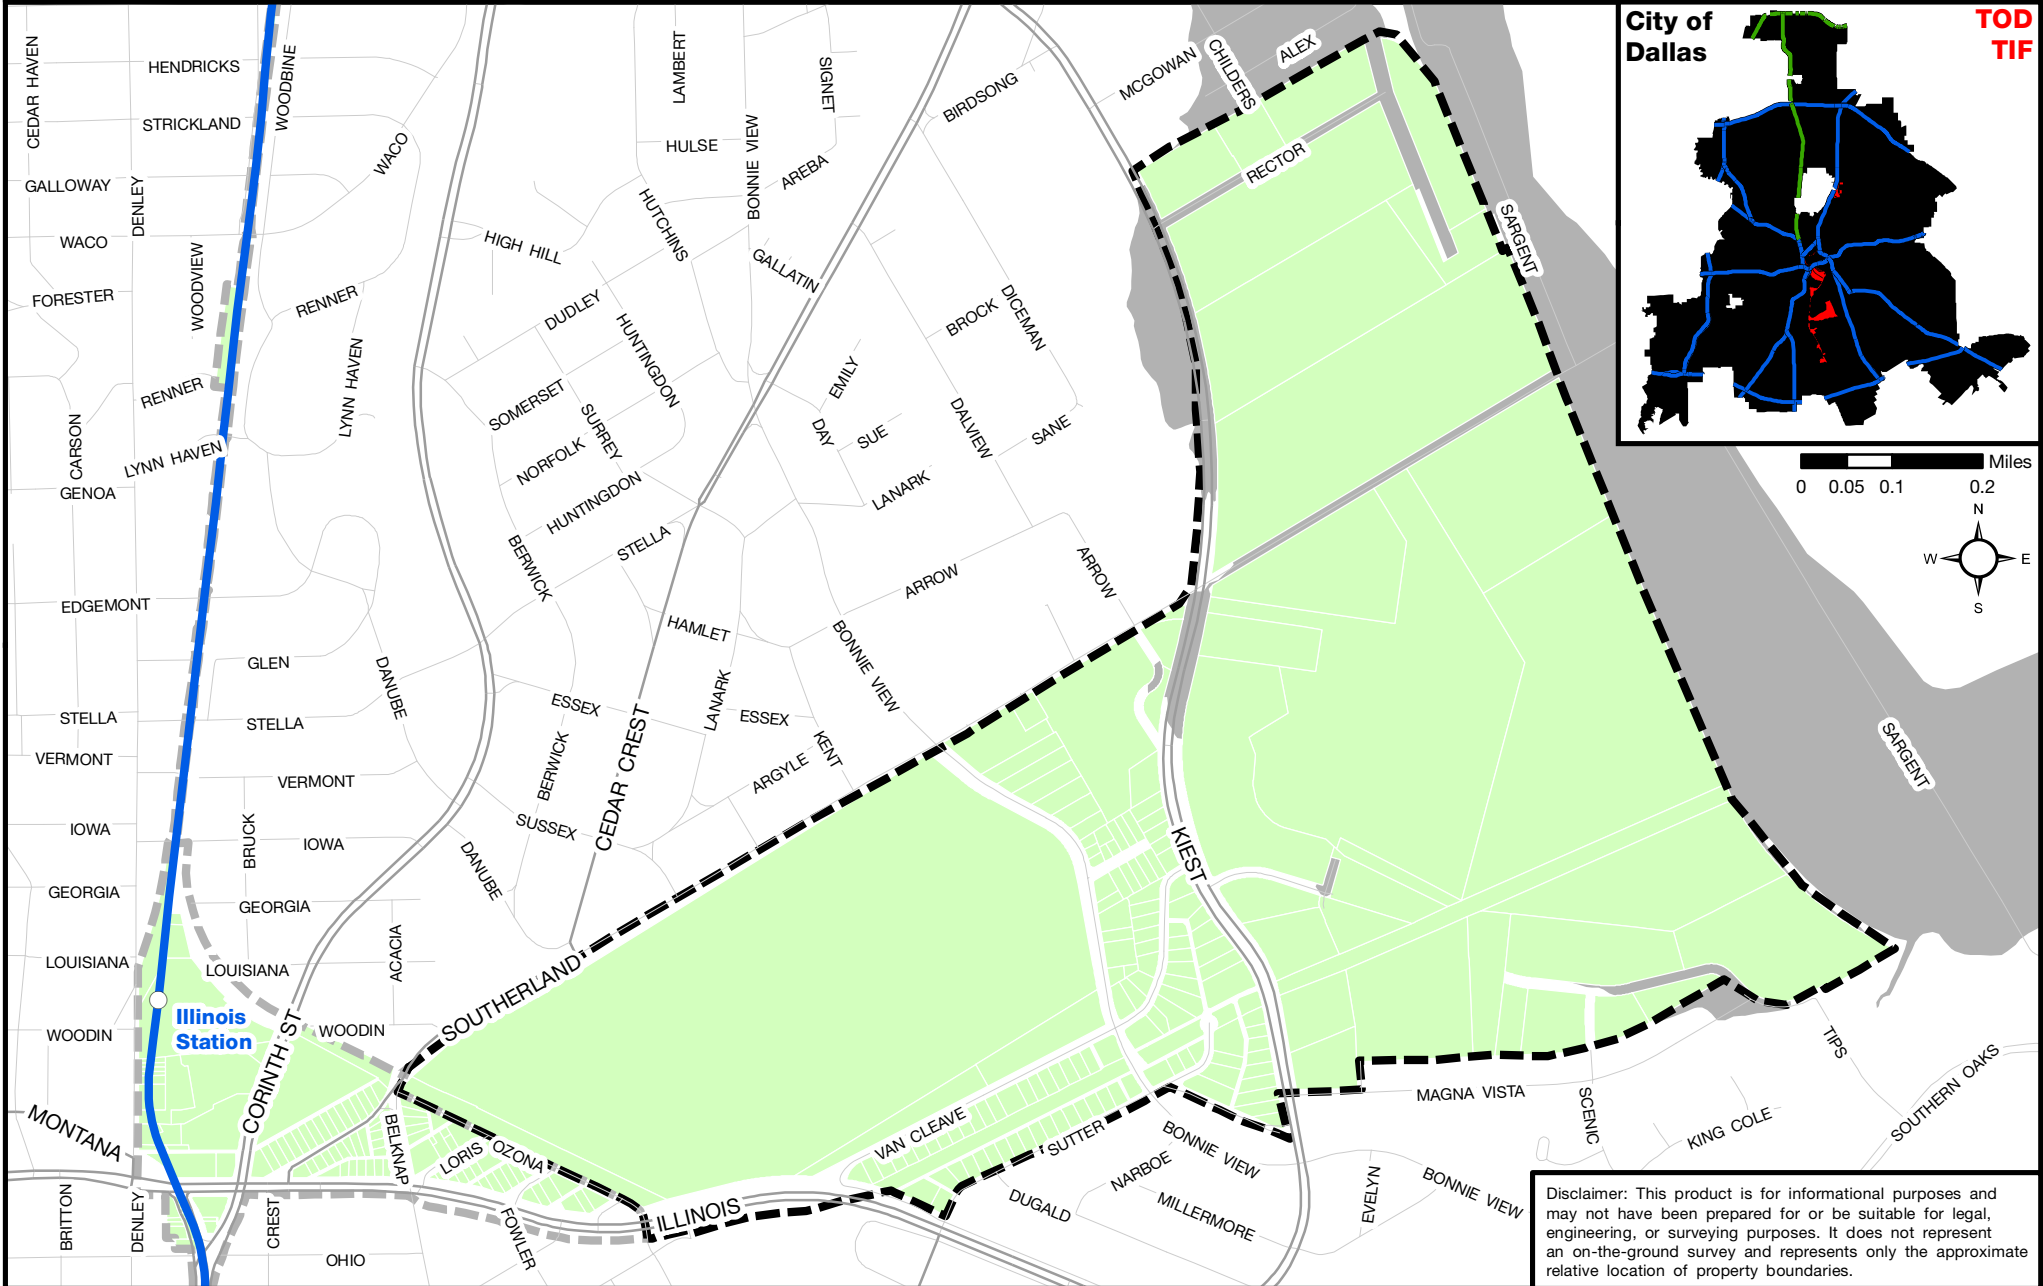 City of
Dallas
TOD
TIF
Miles
0 0.05 0.1 0.2
N
W E
S
CEDAR HAVEN
HENDRICKS
STRICKLAND
WOODBINE
WACO
GALLOWAY
DENLEY
WACO
WOODVIEW
FORESTER
RENNER
RENNER
LYNN HAVEN
CARSON
LYNN HAVEN
GENOA
EDGEMONT
GLEN
DANUBE
STELLA
STELLA
VERMONT
VERMONT
IOWA
BRUCK
IOWA
GEORGIA
GEORGIA
DANUBE
LOUISIANA
LOUISIANA
ACACIA
WOODIN
WOODIN
Illinois
Station
CORINTH ST
MONTANA
BRITTON
DENLEY
CREST
OHIO
BELKNAP
LORIS
OZONA
FOWLER
ILLINOIS
LAMBERT
SIGNET
HULSE
BONNIE VIEW
AREBA
HUTCHINS
HIGH HILL
GALLATIN
DUDLEY
HUNTINGDON
SOMERSET
SURREY
NORFOLK
HUNTINGDON
BERWICK
STELLA
HAMLET
ESSEX
CEDAR CREST
LANARK
ESSEX
BERWICK
KENT
ARGYLE
SUSSEX
SOUTHERLAND
BIRDSONG
MCGOWAN
CHILDERS
ALEX
RECTOR
SARGENT
BROCK
DICEMAN
EMILY
DAY
SUE
DALVIEW
SANE
LANARK
ARROW
ARROW
BONNIE VIEW
KIEST
SARGENT
VAN CLEAVE
SUTTER
BONNIE VIEW
NARBOE
DUGALD
MILLERMORE
EVELYN
BONNIE VIEW
MAGNA VISTA
SCENIC
KING COLE
TIPS
SOUTHERN OAKS
Disclaimer: This product is for informational purposes and
may not have been prepared for or be suitable for legal,
engineering, or surveying purposes. It does not represent
an on-the-ground survey and represents only the approximate
relative location of property boundaries.